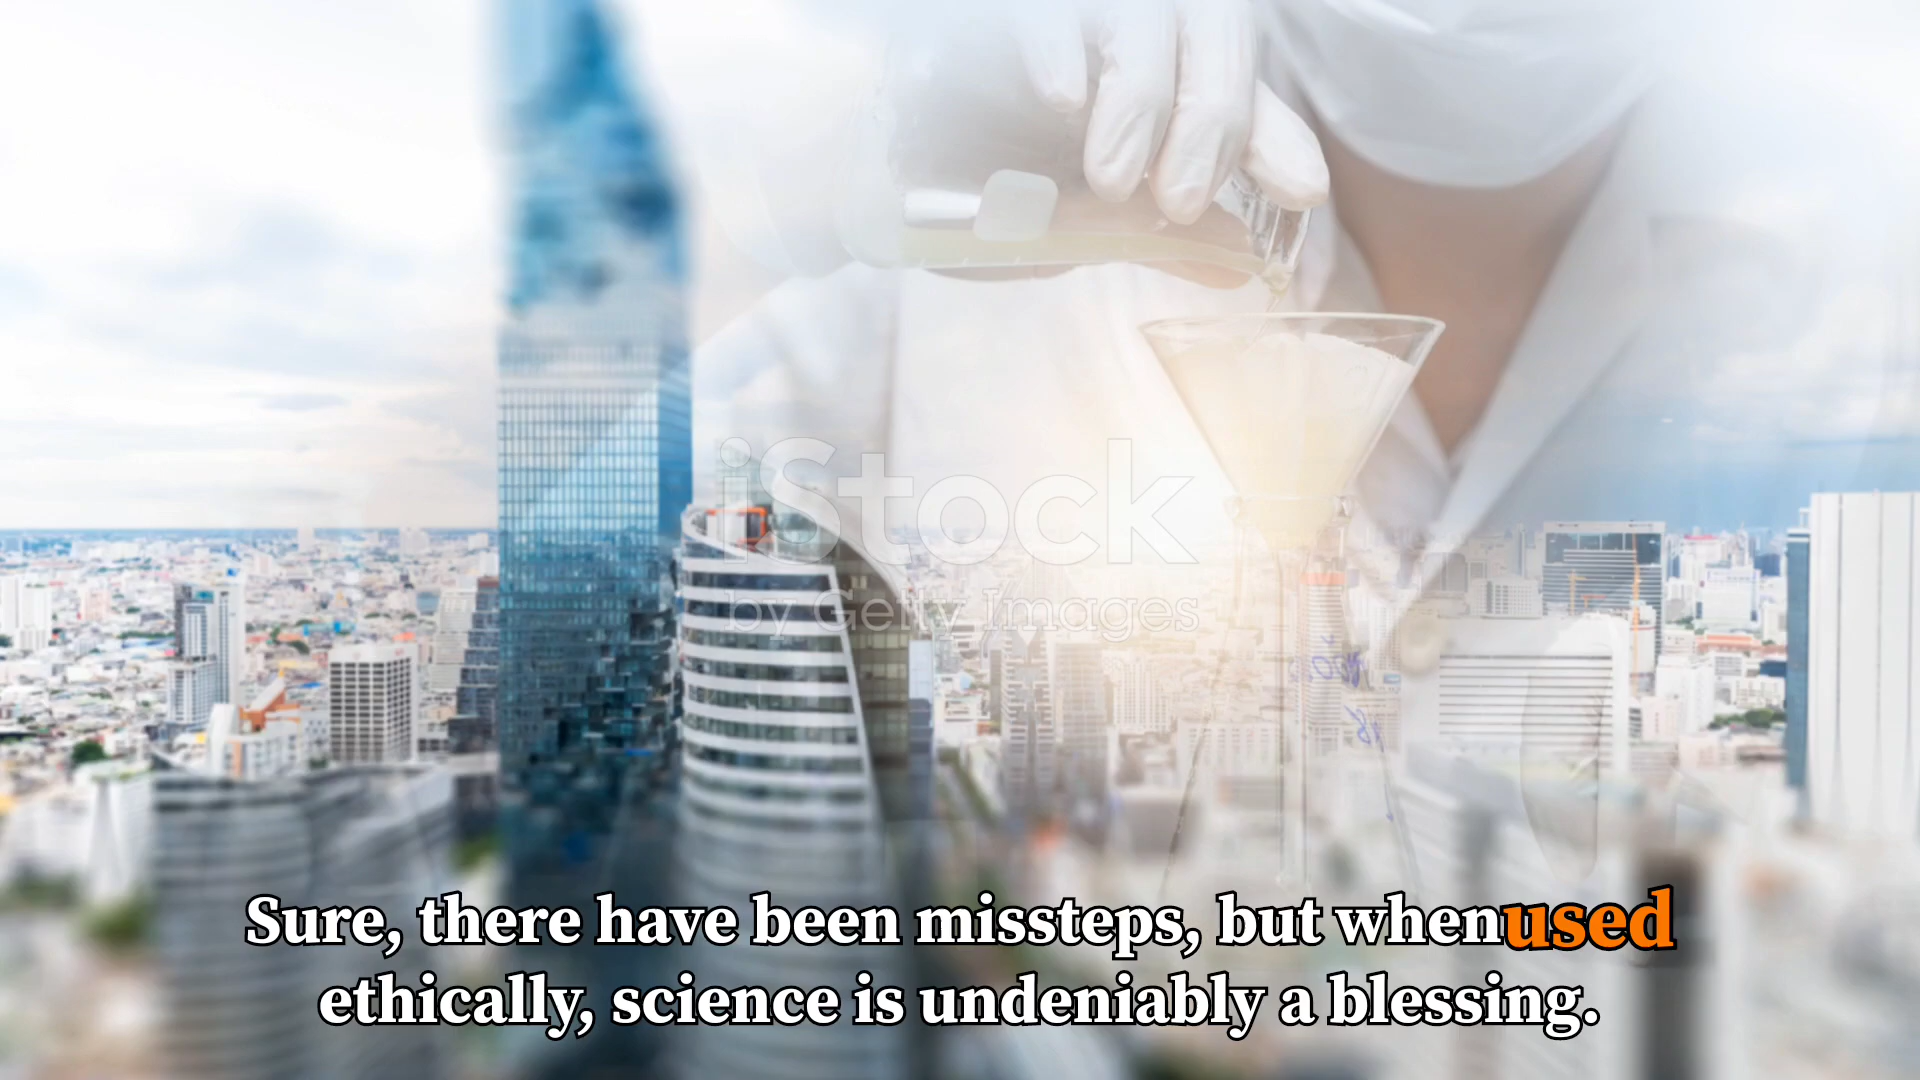 iStock
by Getty Images
Sure, there have been missteps, but when used
ethically, science is undeniably a blessing.